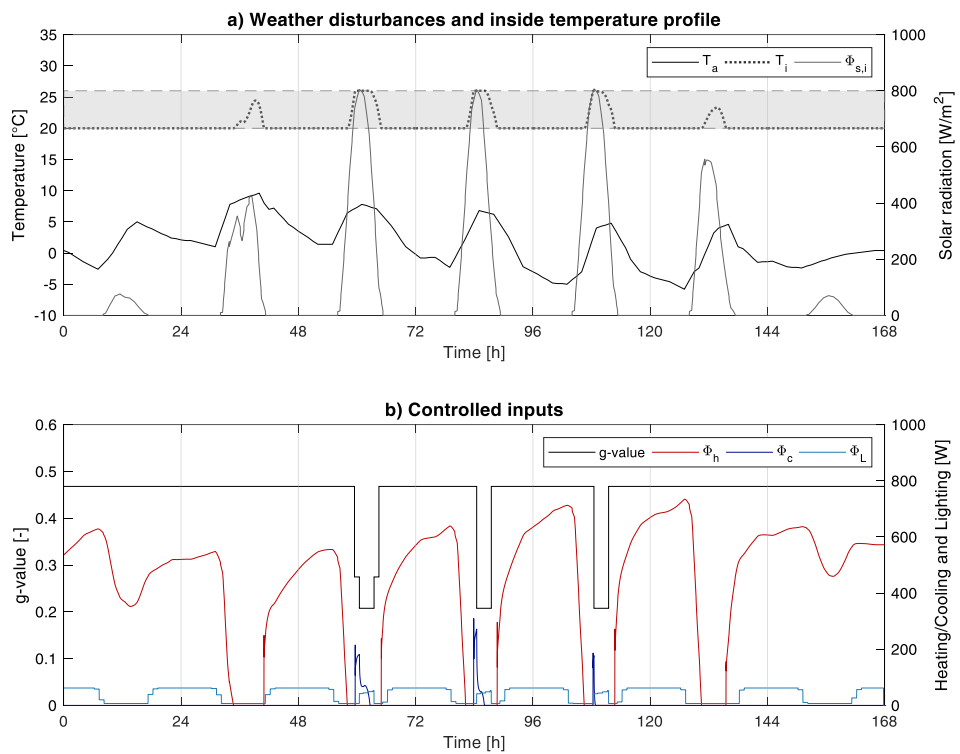 a) Weather disturbances and inside temperature profile
35
30
25
20
15
10
5
0
-5
-10
Temperature [°C]
1000
800
600
400
200
0
Solar radiation [W/m²]
T_a T_i Φ_s,i
0 24 48 72 96 120 144 168
Time [h]
b) Controlled inputs
0.6
0.5
0.4
0.3
0.2
0.1
0
g-value [-]
1000
800
600
400
200
0
Heating/Cooling and Lighting [W]
g-value Φ_h Φ_c Φ_L
0 24 48 72 96 120 144 168
Time [h]